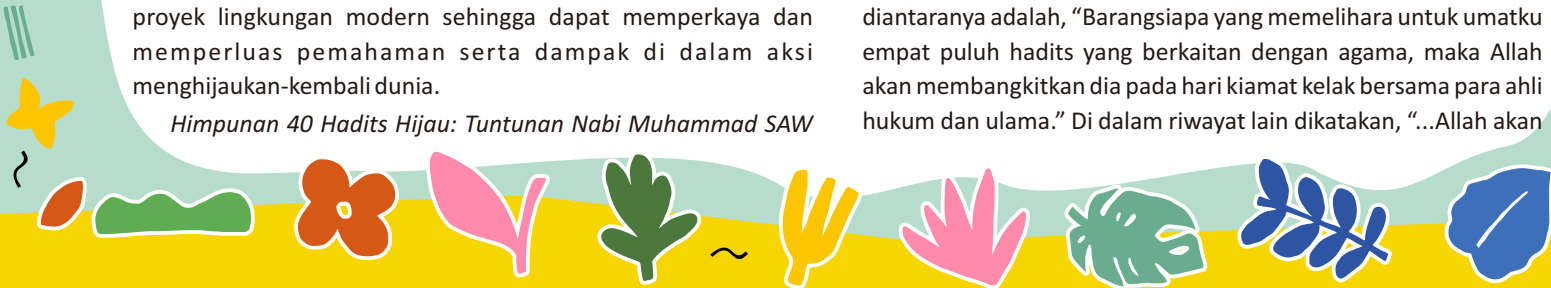 proyek lingkungan modern sehingga dapat memperkaya dan
memperluas pemahaman serta dampak di dalam aksi
menghijaukan-kembali dunia.
Himpunan 40 Hadits Hijau: Tuntunan Nabi Muhammad SAW
diantaranya adalah, “Barangsiapa yang memelihara untuk umatku
empat puluh hadits yang berkaitan dengan agama, maka Allah
akan membangkitkan dia pada hari kiamat kelak bersama para ahli
hukum dan ulama.” Di dalam riwayat lain dikatakan, “...Allah akan